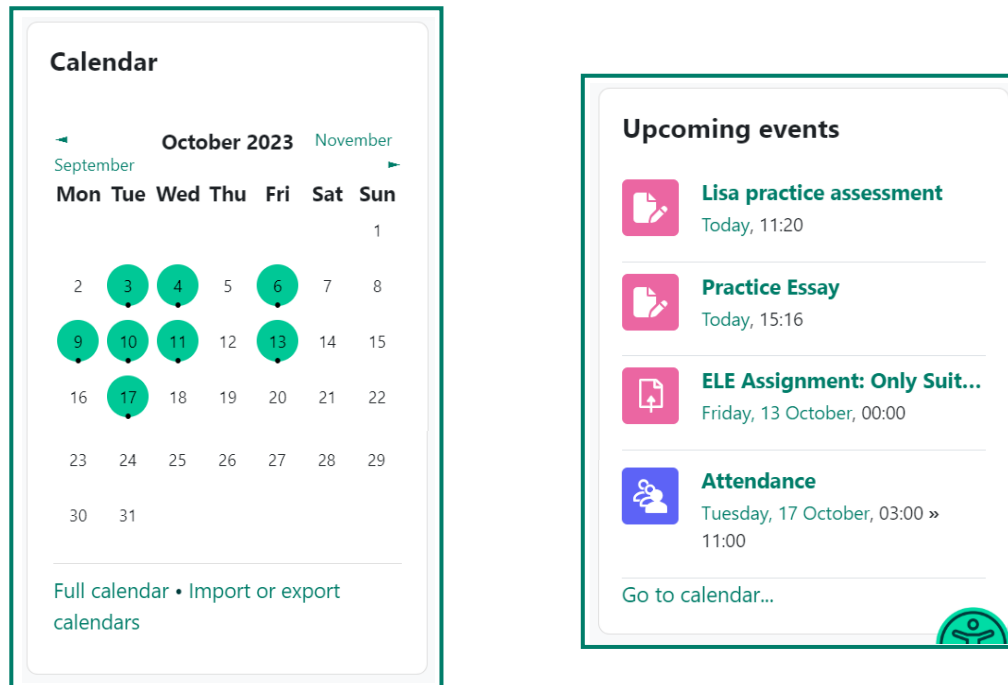 Calendar
◄ September October 2023 November ►
Mon Tue Wed Thu Fri Sat Sun
1
2 3 4 5 6 7 8
9 10 11 12 13 14 15
16 17 18 19 20 21 22
23 24 25 26 27 28 29
30 31
Full calendar • Import or export
calendars
Upcoming events
Lisa practice assessment
Today, 11:20
Practice Essay
Today, 15:16
ELE Assignment: Only Suit...
Friday, 13 October, 00:00
Attendance
Tuesday, 17 October, 03:00 »
11:00
Go to calendar...